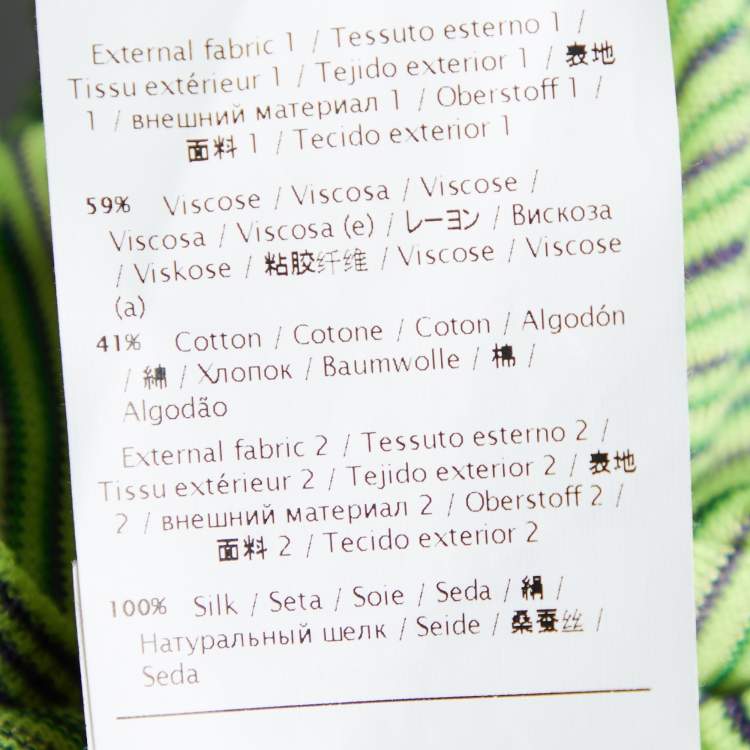 External fabric 1 / Tessuto esterno 1 /
Tissu extérieur 1 / Tejido exterior 1 / 表地
1 / внешний материал 1 / Oberstoff 1 /
面料 1 / Tecido exterior 1
59% Viscose / Viscosa / Viscose /
Viscosa / Viscosa (e) / レーヨン / Вискоза
/ Viskose / 粘胶纤维 / Viscose / Viscose
(a)
41% Cotton / Cotone / Coton / Algodón
/ 綿 / Хлопок / Baumwolle / 棉 /
Algodão
External fabric 2 / Tessuto esterno 2 /
Tissu extérieur 2 / Tejido exterior 2 / 表地
2 / внешний материал 2 / Oberstoff 2 /
面料 2 / Tecido exterior 2
100% Silk / Seta / Soie / Seda / 絹 /
Натуральный шелк / Seide / 桑蚕丝 /
Seda